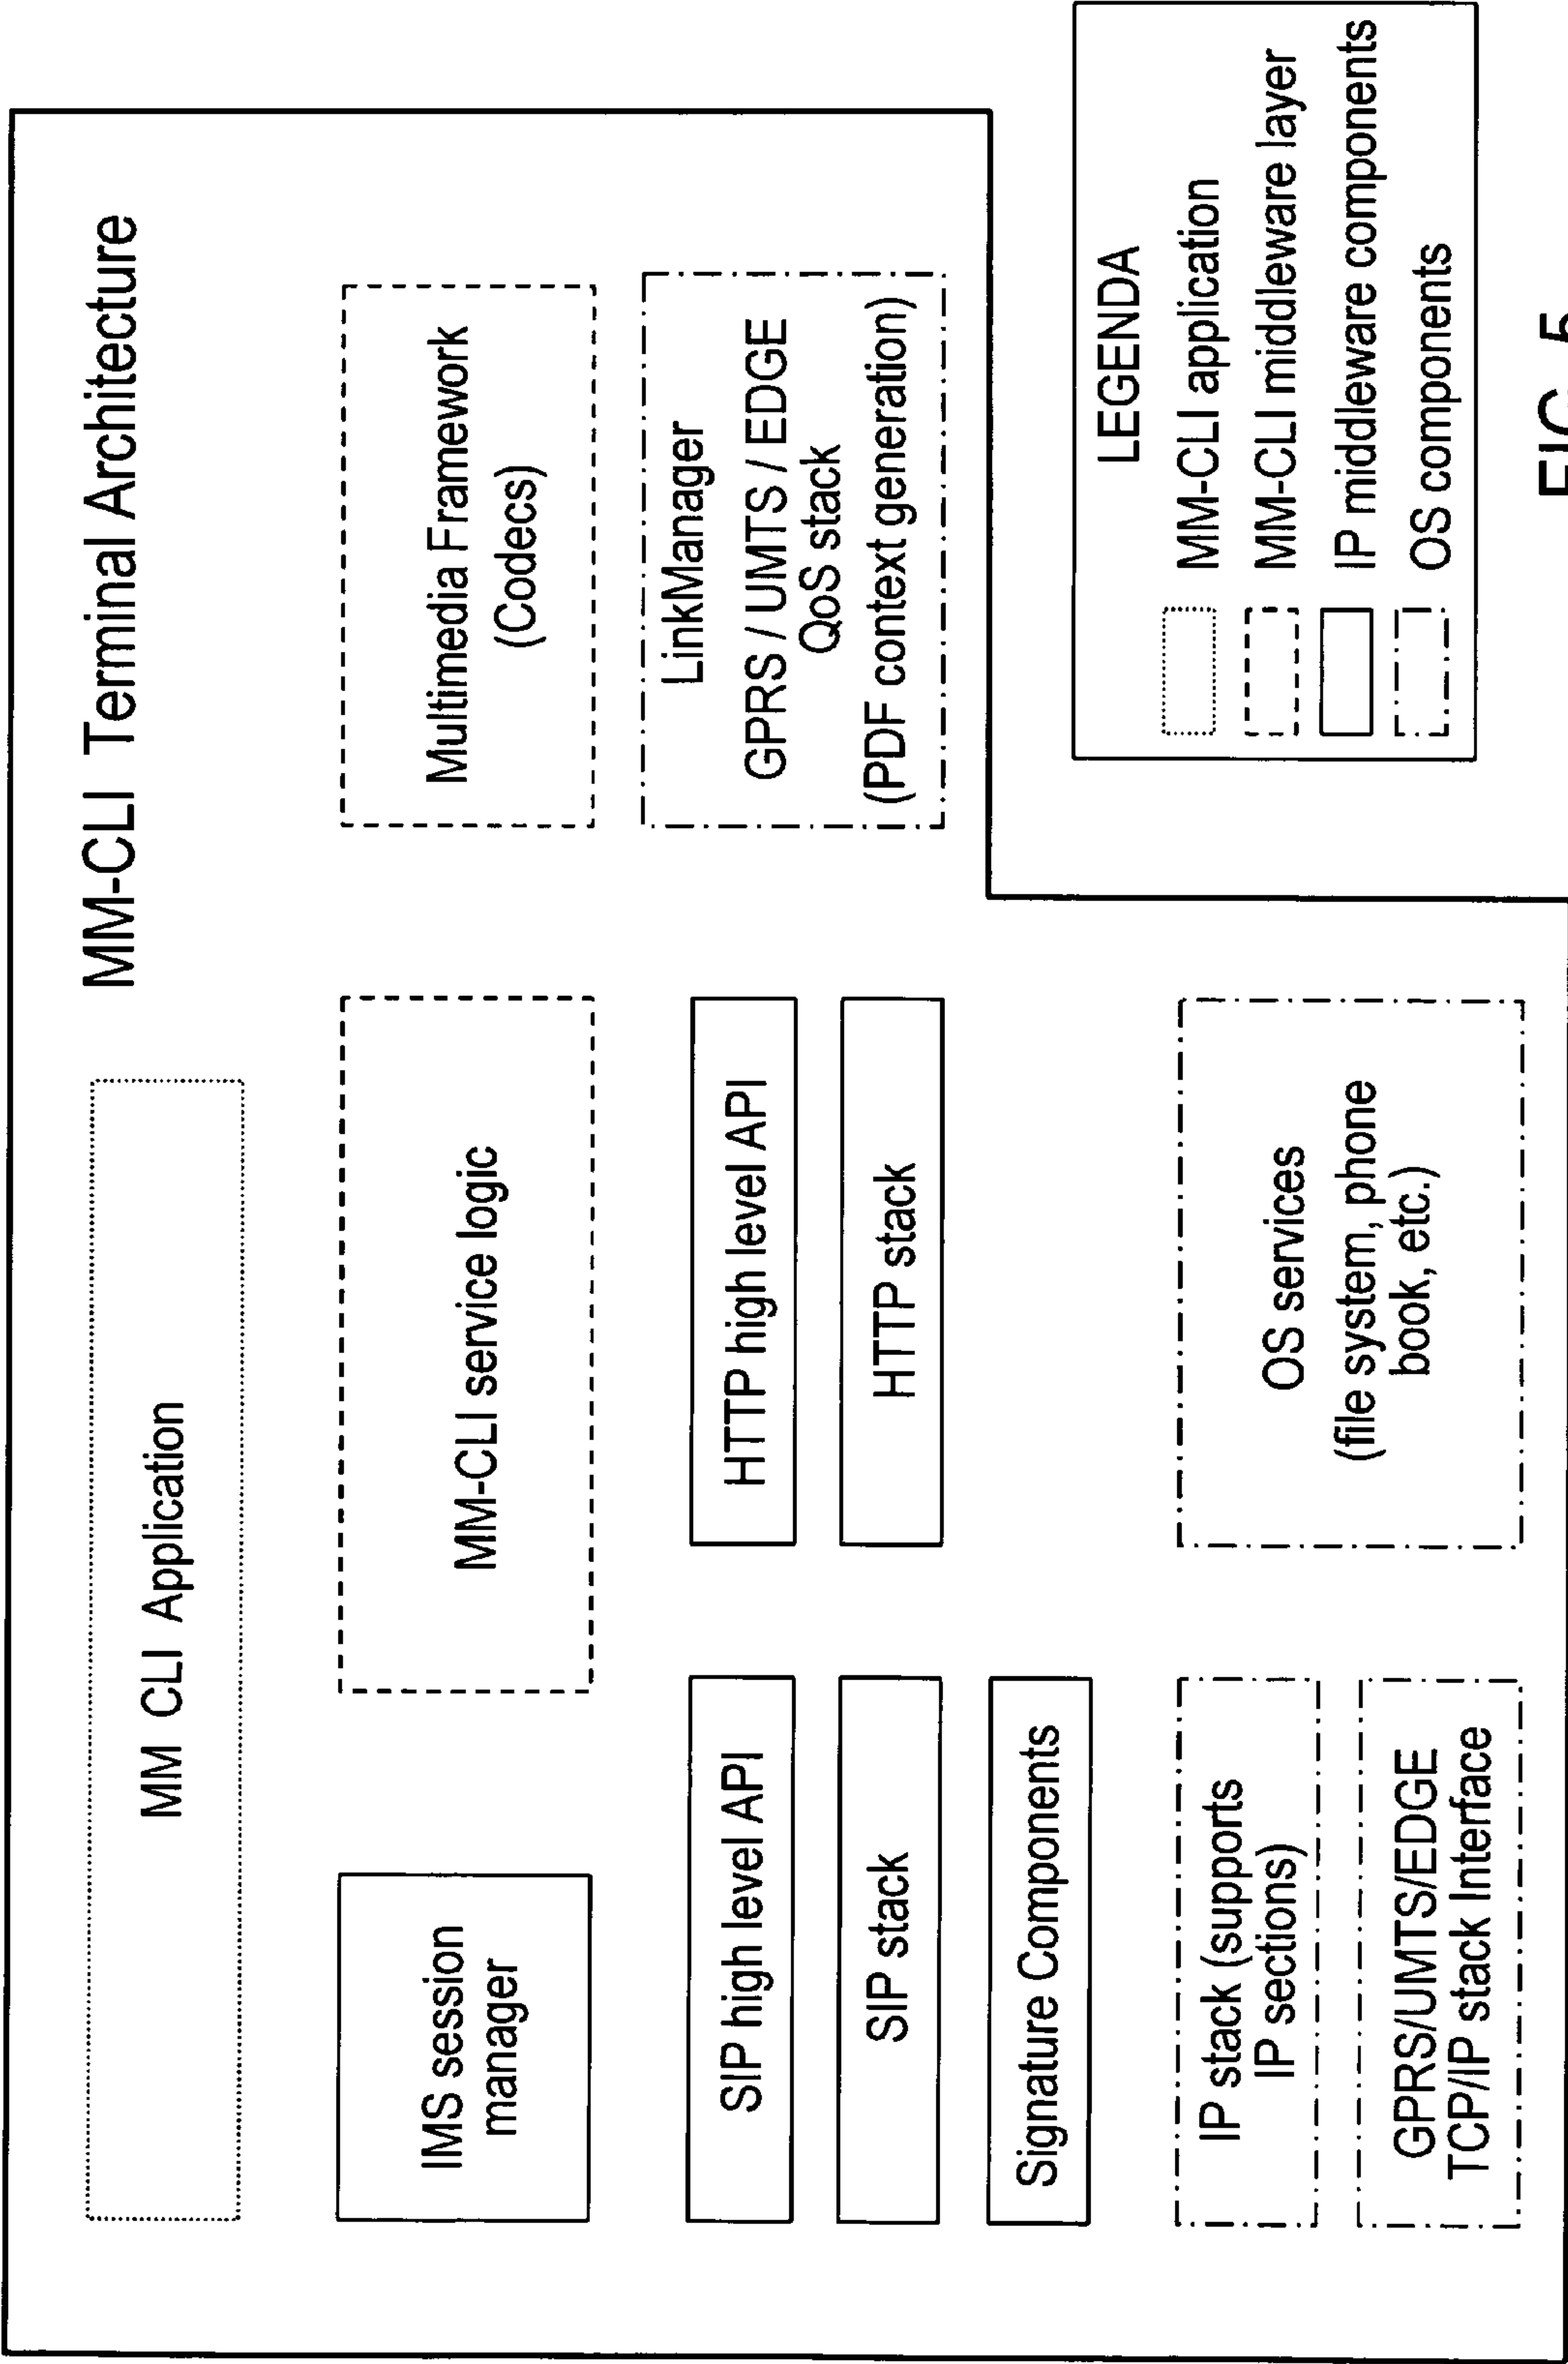 MM-CLI Terminal Architecture
MM CLI Application
IMS session
manager
MM-CLI service logic
Multimedia Framework
(Codecs)
SIP high level API
SIP stack
Signature Components
HTTP high level API
HTTP stack
LinkManager
GPRS / UMTS / EDGE
QoS stack
(PDF context generation)
IP stack (supports
IP sections)
GPRS/UMTS/EDGE
TCP/IP stack Interface
OS services
(file system, phone
book, etc.)
LEGENDA
MM-CLI application
MM-CLI middleware layer
IP middleware components
OS components
FIG. 5